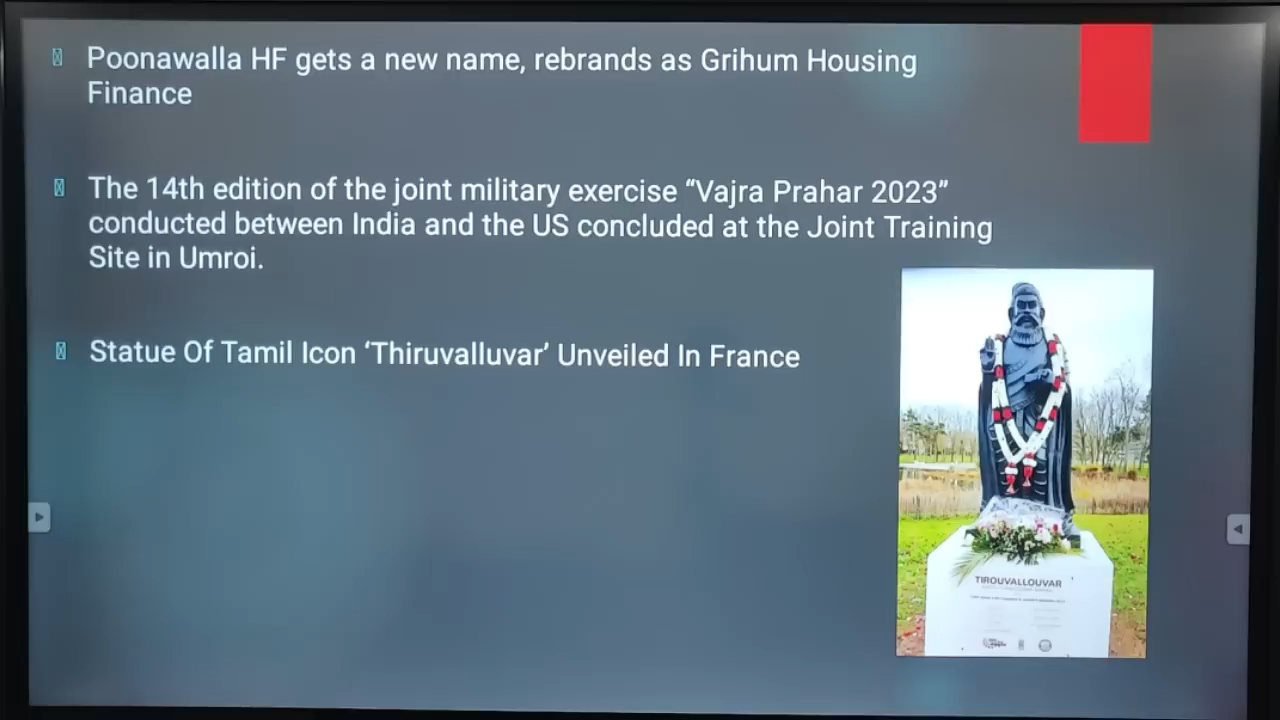 Poonawalla HF gets a new name, rebrands as Grihum Housing
Finance
The 14th edition of the joint military exercise “Vajra Prahar 2023”
conducted between India and the US concluded at the Joint Training
Site in Umroi.
Statue Of Tamil Icon ‘Thiruvalluvar’ Unveiled In France
TIROUVALLOUVAR